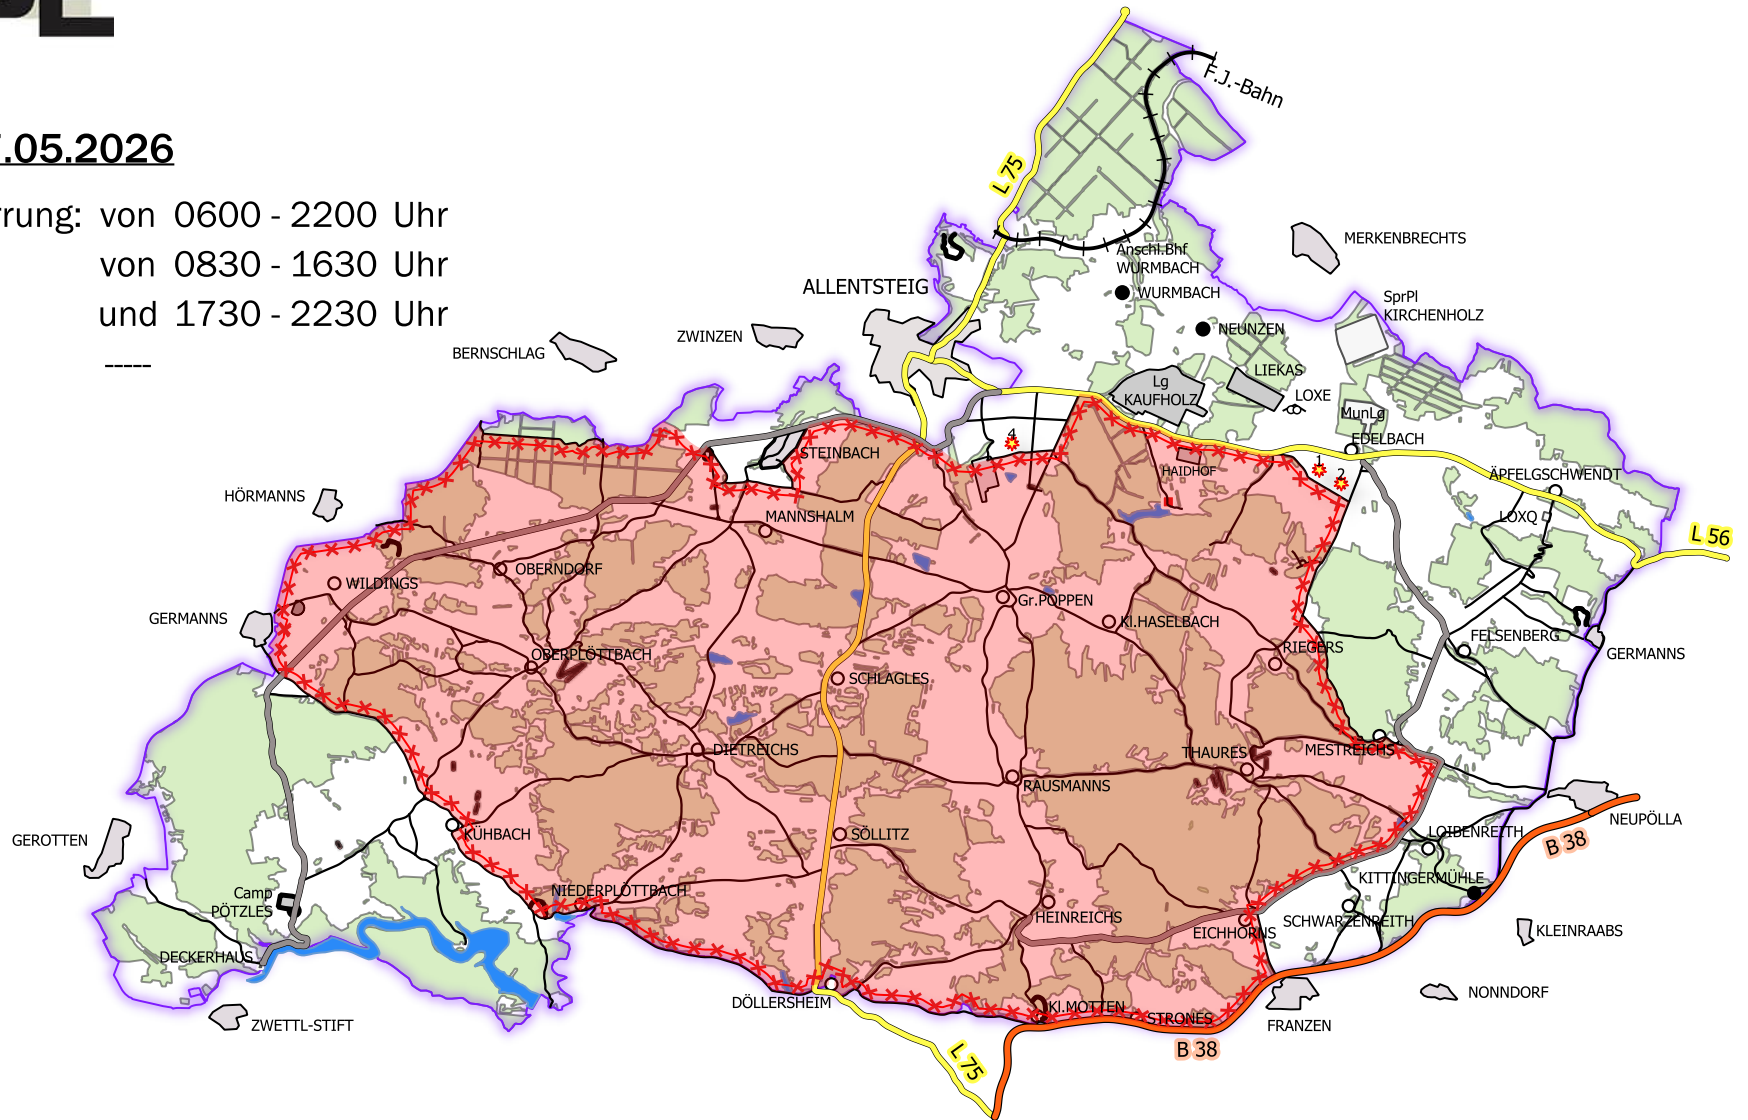 .05.2026
rrung: von 0600 - 2200 Uhr
von 0830 - 1630 Uhr
und 1730 - 2230 Uhr
-----
F.J.-Bahn
L 75
MERKENBRECHTS
Anschl.Bhf
WURMBACH
WURMBACH
ALLENTSTEIG
SprPl
KIRCHENHOLZ
NEUNZEN
ZWINZEN
BERNSCHLAG
LIEKAS
Lg
KAUFHOLZ
LOXE
MunLg
EDELBACH
4
STEINBACH
HAIDHOF
1
2
ÄPFELGSCHWENDT
HÖRMANNS
MANNSHALM
LOXQ
L 56
OBERNDORF
WILDINGS
Gr.POPPEN
GERMANNS
Kl.HASELBACH
FELSENBERG
RIEGERS
GERMANNS
OBERPLÖTTBACH
SCHLAGLES
DIETREICHS
THAURES
MESTREICHS
RAUSMANNS
NEUPÖLLA
KÜHBACH
SÖLLITZ
LOIBENREITH
GEROTTEN
B 38
KITTINGERMÜHLE
NIEDERPLÖTTBACH
Camp
PÖTZLES
HEINREICHS
SCHWARZENREITH
EICHHORNS
KLEINRAABS
DECKERHAUS
DÖLLERSHEIM
NONNDORF
Kl.MOTTEN
STRONES
ZWETTL-STIFT
FRANZEN
B 38
L 75